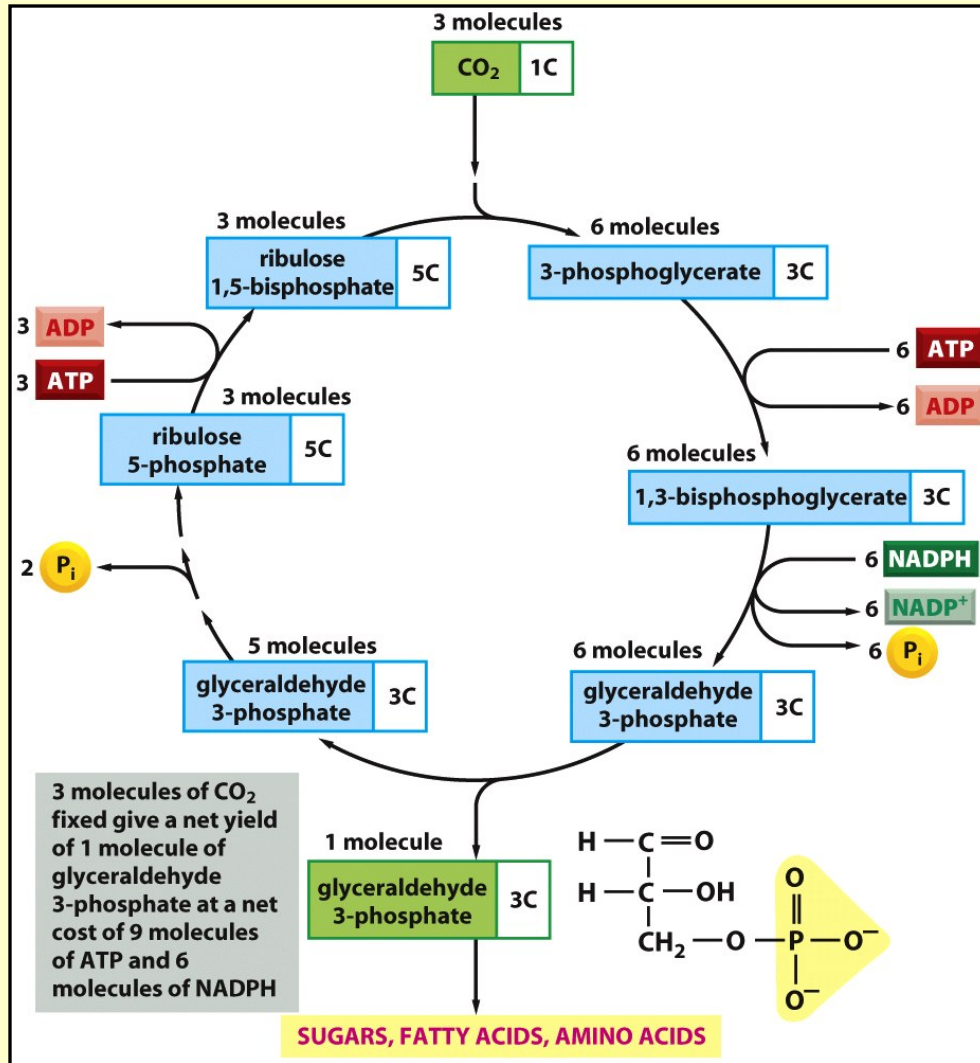 3 molecules
CO₂ 1C
3 molecules
ribulose
1,5-bisphosphate
5C
6 molecules
3-phosphoglycerate 3C
3 ADP
3 ATP
6 ATP
6 ADP
3 molecules
ribulose
5-phosphate
5C
6 molecules
1,3-bisphosphoglycerate 3C
2 Pi
6 NADPH
6 NADP⁺
6 Pi
5 molecules
glyceraldehyde
3-phosphate
3C
6 molecules
glyceraldehyde
3-phosphate
3C
3 molecules of CO₂
fixed give a net yield
of 1 molecule of
glyceraldehyde
3-phosphate at a net
cost of 9 molecules
of ATP and 6
molecules of NADPH
1 molecule
glyceraldehyde
3-phosphate
3C
H C O
H C OH
CH₂ O P O⁻
O
O⁻
SUGARS, FATTY ACIDS, AMINO ACIDS